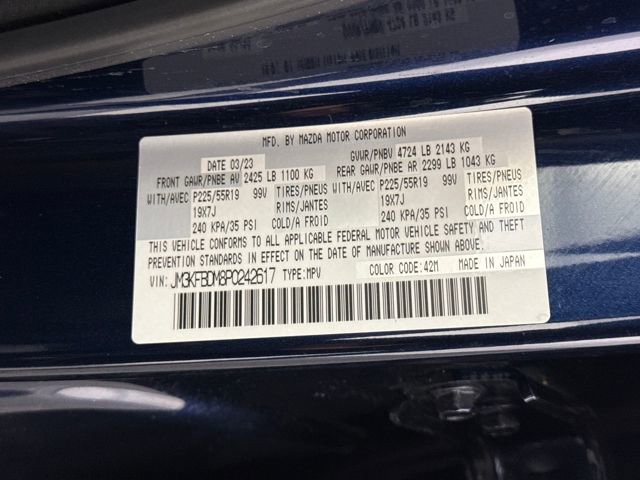 MFD. BY MAZDA MOTOR CORPORATION
DATE 03/23 GVWR/PNBV 4724 LB 2143 KG
FRONT GAWR/PNBE AV 2425 LB 1100 KG REAR GAWR/PNBE AR 2299 LB 1043 KG
WITH/AVEC P225/55R19 99V TIRES/PNEUS WITH/AVEC P225/55R19 99V TIRES/PNEUS
19X7J RIMS/JANTES 19X7J RIMS/JANTES
240 KPA/35 PSI COLD/A FROID 240 KPA/35 PSI COLD/A FROID
THIS VEHICLE CONFORMS TO ALL APPLICABLE FEDERAL MOTOR VEHICLE SAFETY AND THEFT
PREVENTION STANDARDS IN EFFECT ON THE DATE OF MANUFACTURE SHOWN ABOVE.
VIN: JM3KFBDM8P0242617 TYPE: MPV COLOR CODE: 42M MADE IN JAPAN